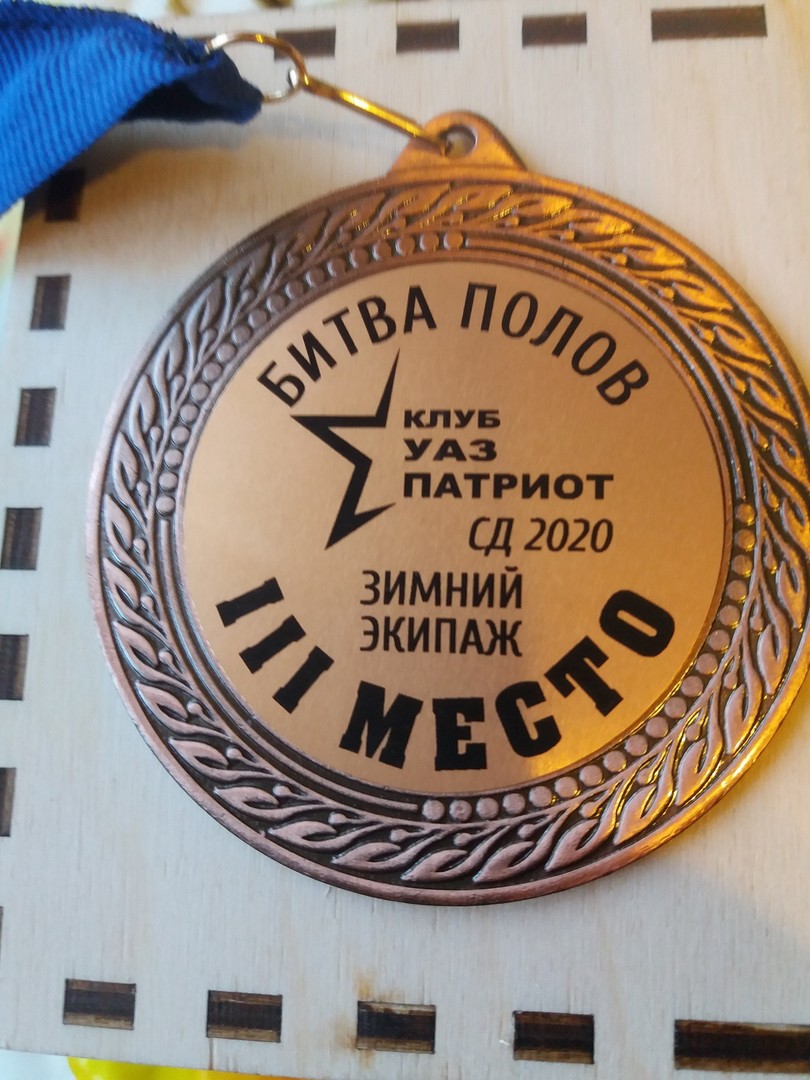 БИТВА ПОЛОВ
КЛУБ
УАЗ
ПАТРИОТ
СД 2020
ЗИМНИЙ
ЭКИПАЖ
III МЕСТО